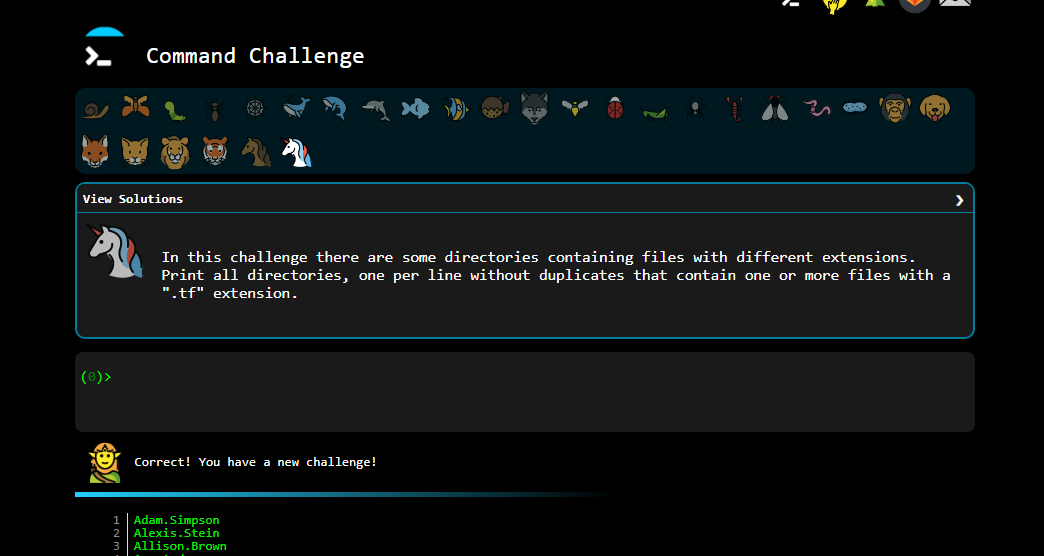 Command Challenge
View Solutions
In this challenge there are some directories containing files with different extensions.
Print all directories, one per line without duplicates that contain one or more files with a
".tf" extension.
(0)>
Correct! You have a new challenge!
1 Adam.Simpson
2 Alexis.Stein
3 Allison.Brown